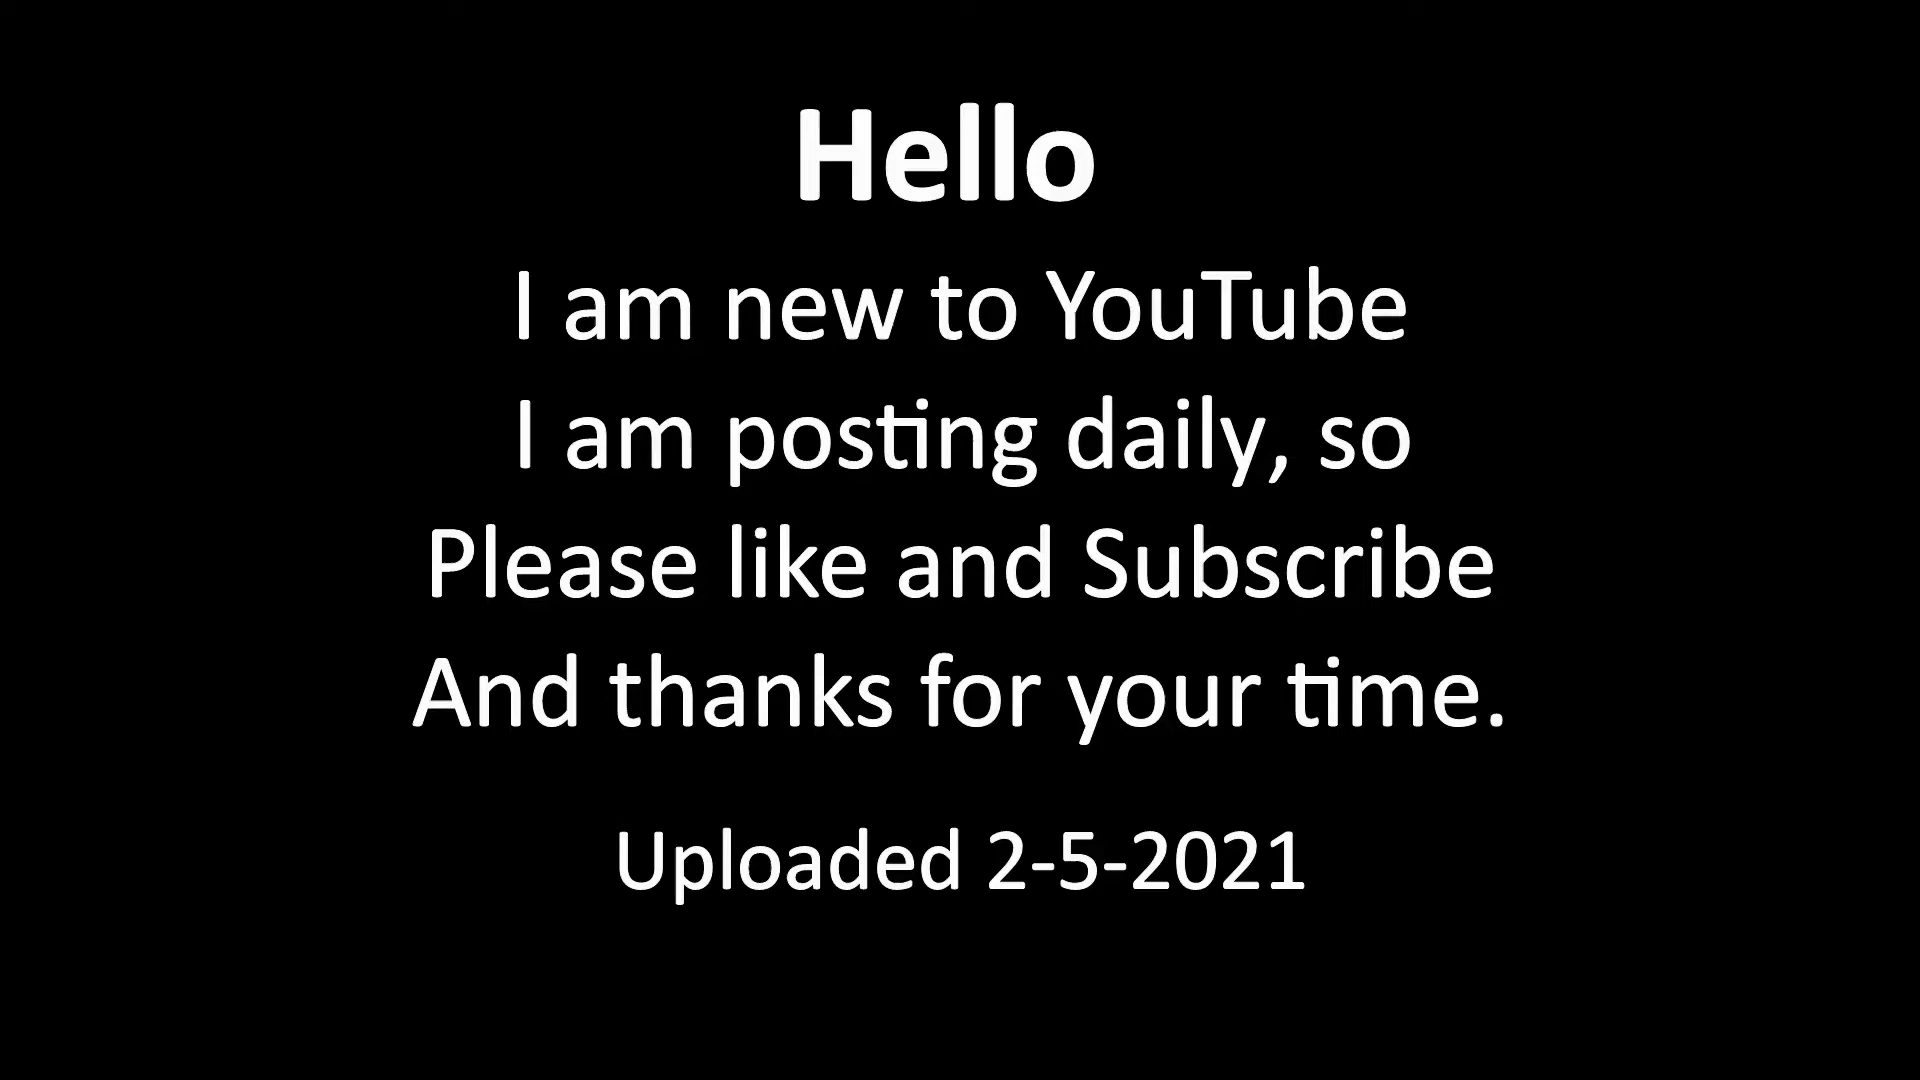 Hello
I am new to YouTube
I am posting daily, so
Please like and Subscribe
And thanks for your time.
Uploaded 2-5-2021